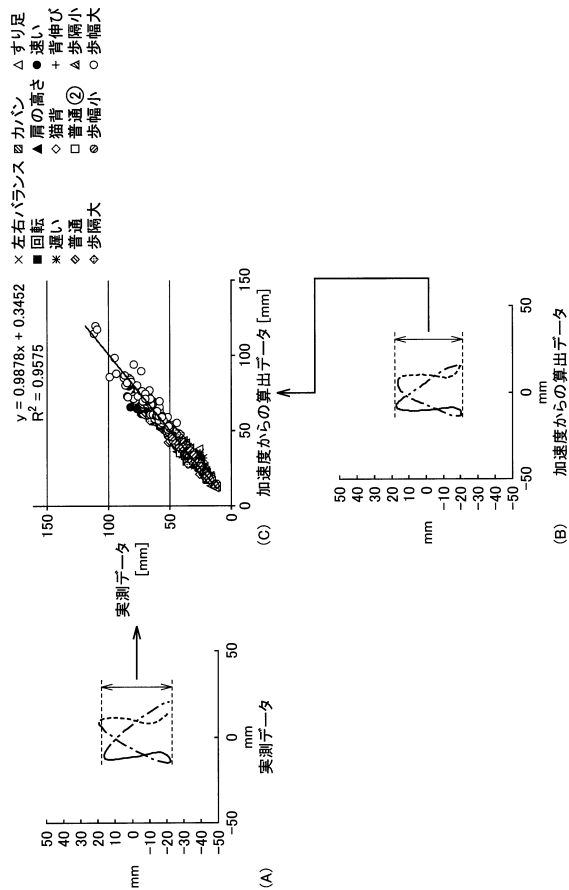 50
40
30
20
10
0
-10
-20
-30
-40
-50
mm
-50
0
50
mm
実測データ
(A)
y = 0.9878x + 0.3452
R² = 0.9575
× 左右バランス ⧄ カバン △ すり足
■ 回転 ▲ 肩の高さ ● 速い
＊ 遅い ◇ 猫背 + 背伸び
普通 □ 普通② 歩隔小
歩隔大 歩幅小 ○ 歩幅大
実測データ
[mm]
150
100
50
0
0
50
100
150
加速度からの算出データ [mm]
(C)
50
40
30
20
10
0
-10
-20
-30
-40
-50
mm
-50
0
50
mm
加速度からの算出データ
(B)